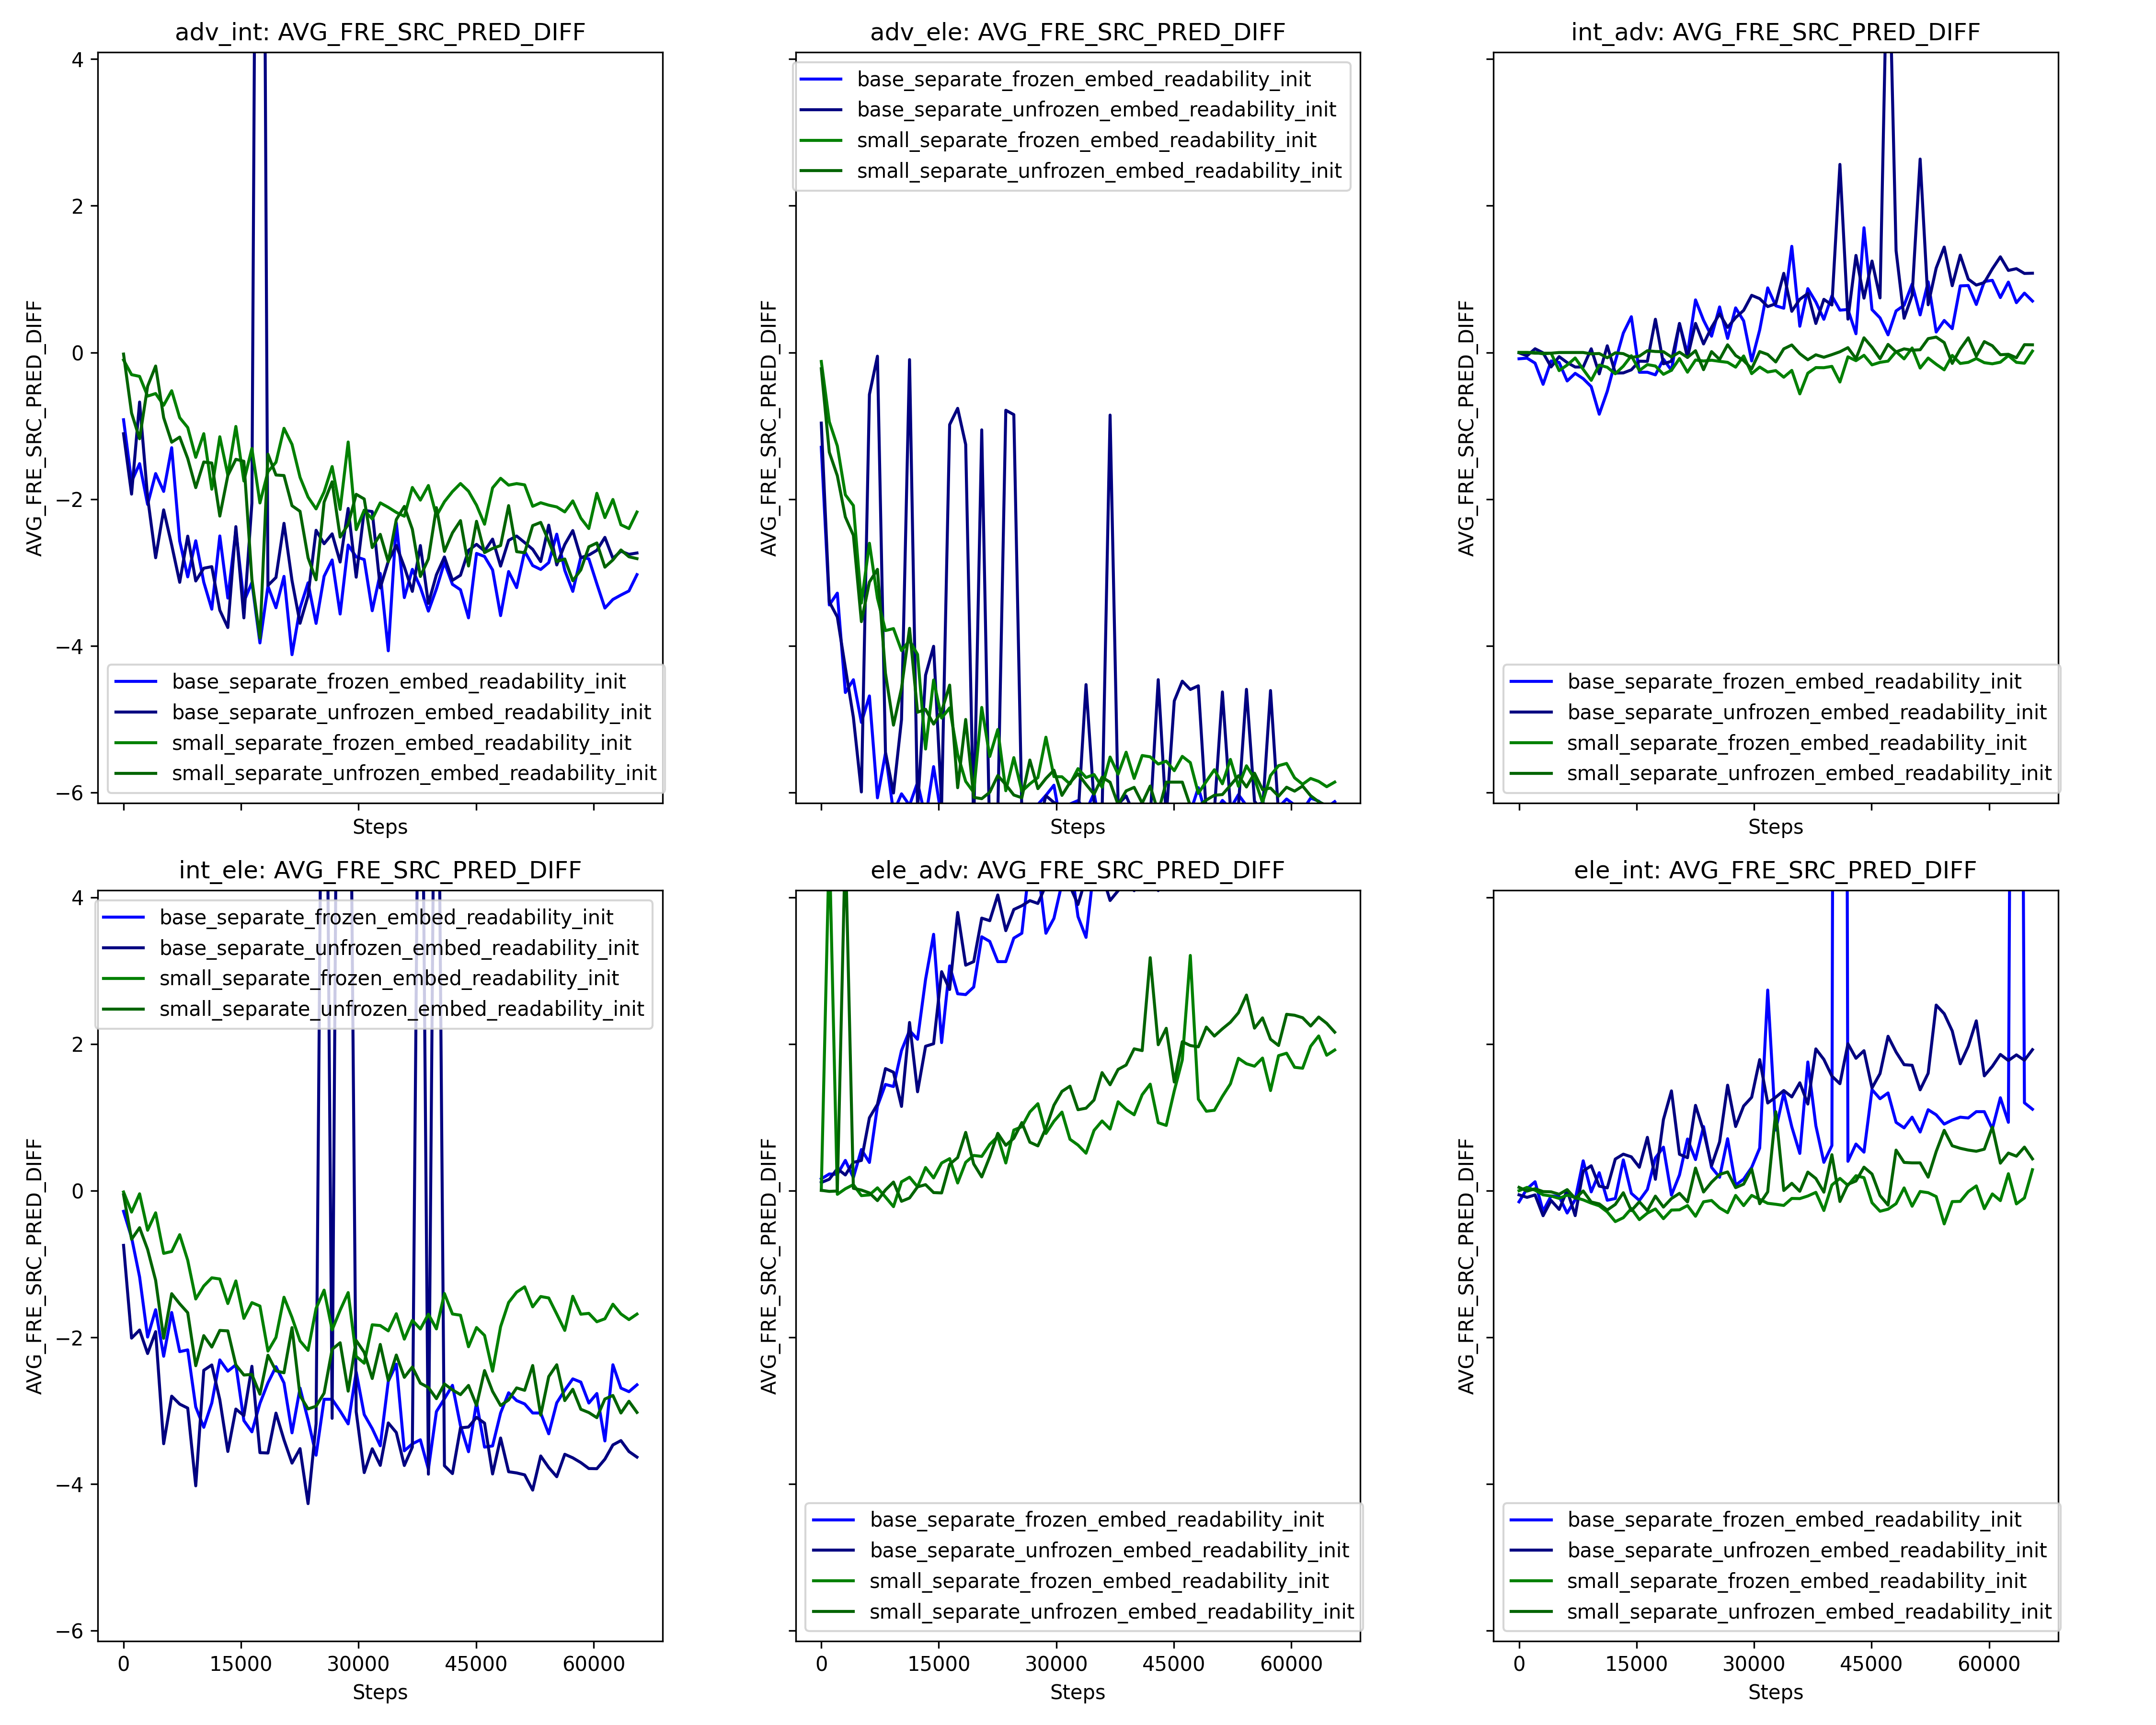 adv_int: AVG_FRE_SRC_PRED_DIFF
AVG_FRE_SRC_PRED_DIFF
4
2
0
−2
−4
−6
base_separate_frozen_embed_readability_init
base_separate_unfrozen_embed_readability_init
small_separate_frozen_embed_readability_init
small_separate_unfrozen_embed_readability_init
Steps
adv_ele: AVG_FRE_SRC_PRED_DIFF
AVG_FRE_SRC_PRED_DIFF
base_separate_frozen_embed_readability_init
base_separate_unfrozen_embed_readability_init
small_separate_frozen_embed_readability_init
small_separate_unfrozen_embed_readability_init
Steps
int_adv: AVG_FRE_SRC_PRED_DIFF
AVG_FRE_SRC_PRED_DIFF
base_separate_frozen_embed_readability_init
base_separate_unfrozen_embed_readability_init
small_separate_frozen_embed_readability_init
small_separate_unfrozen_embed_readability_init
Steps
int_ele: AVG_FRE_SRC_PRED_DIFF
AVG_FRE_SRC_PRED_DIFF
4
2
0
−2
−4
−6
base_separate_frozen_embed_readability_init
base_separate_unfrozen_embed_readability_init
small_separate_frozen_embed_readability_init
small_separate_unfrozen_embed_readability_init
0 15000 30000 45000 60000
Steps
ele_adv: AVG_FRE_SRC_PRED_DIFF
AVG_FRE_SRC_PRED_DIFF
base_separate_frozen_embed_readability_init
base_separate_unfrozen_embed_readability_init
small_separate_frozen_embed_readability_init
small_separate_unfrozen_embed_readability_init
0 15000 30000 45000 60000
Steps
ele_int: AVG_FRE_SRC_PRED_DIFF
AVG_FRE_SRC_PRED_DIFF
base_separate_frozen_embed_readability_init
base_separate_unfrozen_embed_readability_init
small_separate_frozen_embed_readability_init
small_separate_unfrozen_embed_readability_init
0 15000 30000 45000 60000
Steps